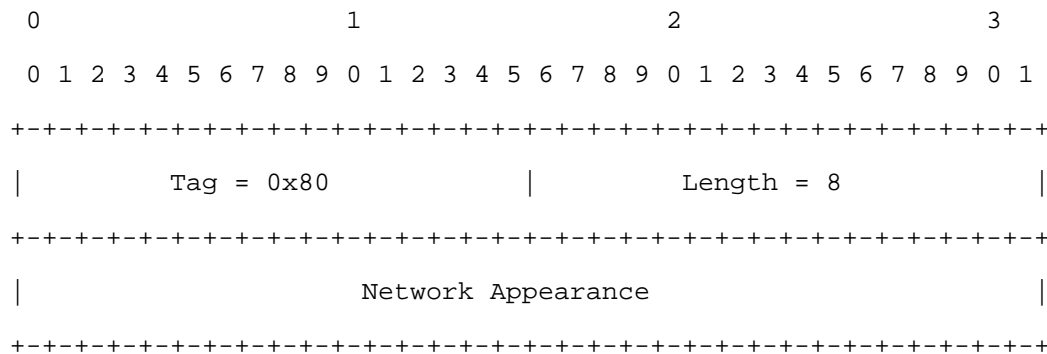 0                   1                   2                   3
0 1 2 3 4 5 6 7 8 9 0 1 2 3 4 5 6 7 8 9 0 1 2 3 4 5 6 7 8 9 0 1
+-+-+-+-+-+-+-+-+-+-+-+-+-+-+-+-+-+-+-+-+-+-+-+-+-+-+-+-+-+-+-+-+
|         Tag = 0x80            |         Length = 8            |
+-+-+-+-+-+-+-+-+-+-+-+-+-+-+-+-+-+-+-+-+-+-+-+-+-+-+-+-+-+-+-+-+
|                     Network Appearance                        |
+-+-+-+-+-+-+-+-+-+-+-+-+-+-+-+-+-+-+-+-+-+-+-+-+-+-+-+-+-+-+-+-+